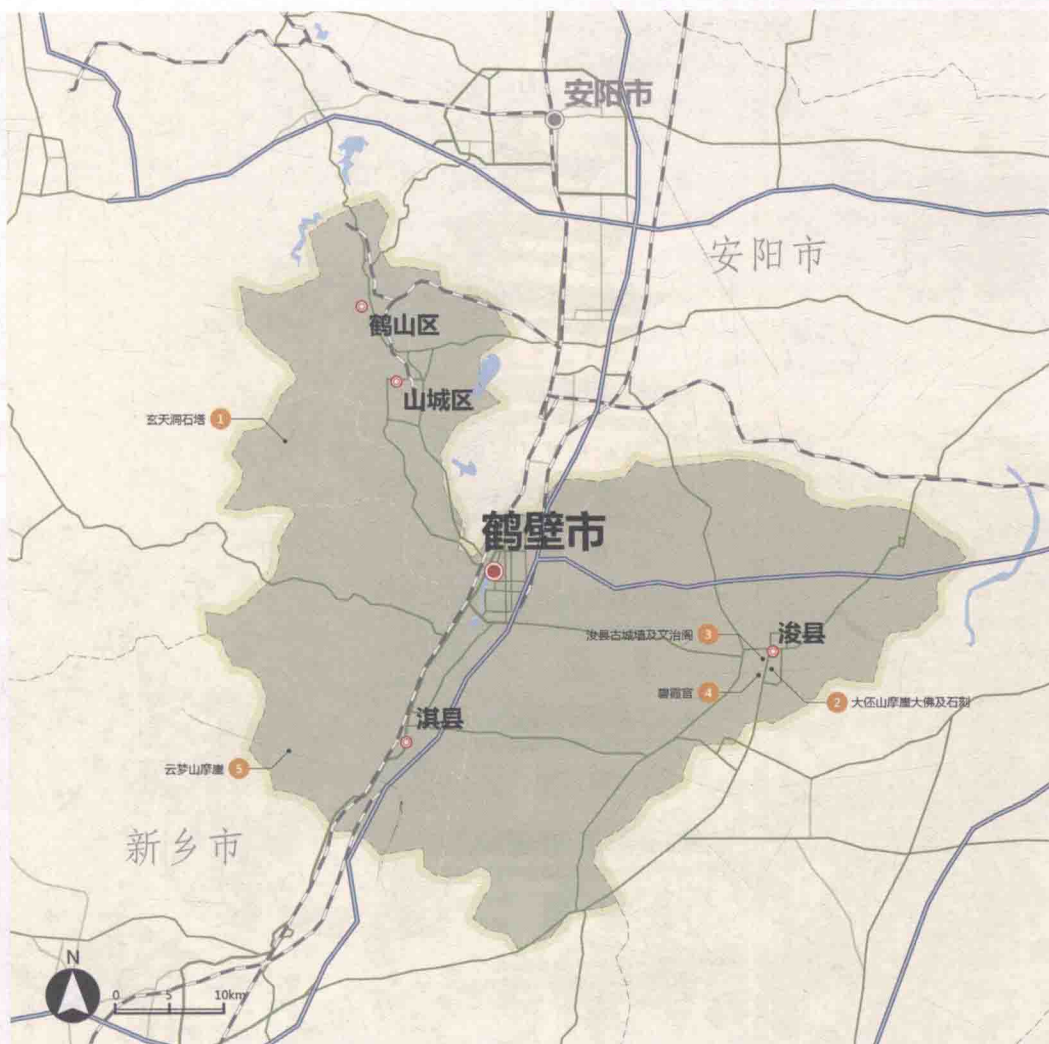 安阳市
安阳市
鹤山区
山城区
玄天洞石塔 1
鹤壁市
浚县古城墙及文治阁 3
浚县
碧霞宫 4
2 大伾山摩崖大佛及石刻
淇县
云梦山摩崖 5
新乡市
N
0 5 10km